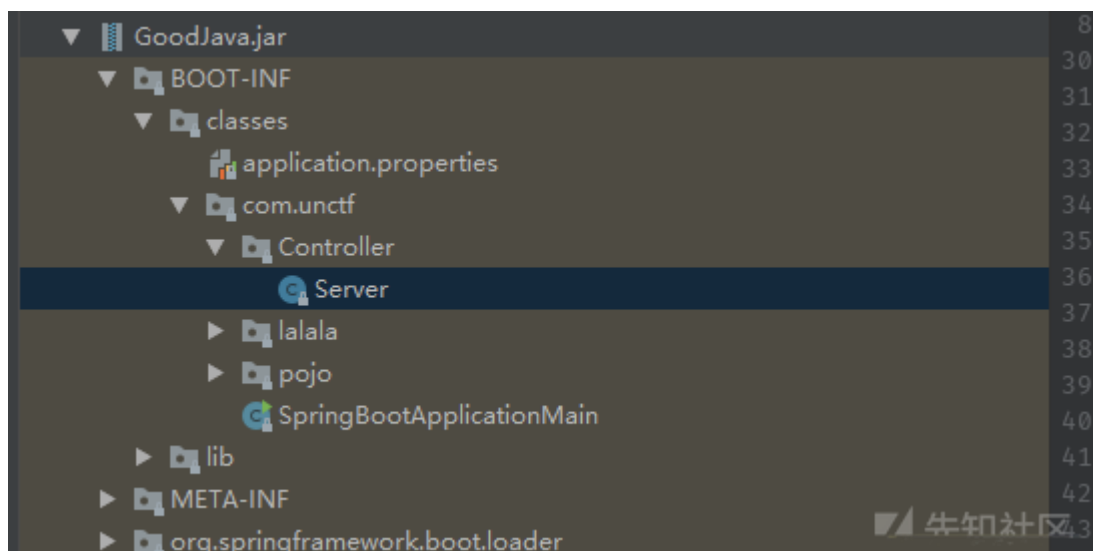 GoodJava.jar
8
BOOT-INF
30
31
classes
32
application.properties
33
34
com.unctf
35
Controller
36
Server
37
lalala
38
pojo
39
SpringBootApplicationMain
40
lib
41
META-INF
42
先知社区
43
org.springframework.boot.loader